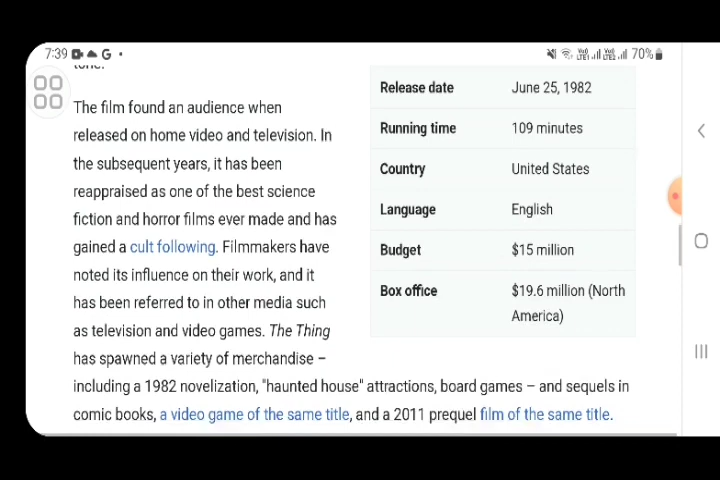 7:39 G
70%
tone.
The film found an audience when
released on home video and television. In
the subsequent years, it has been
reappraised as one of the best science
fiction and horror films ever made and has
gained a cult following. Filmmakers have
noted its influence on their work, and it
has been referred to in other media such
as television and video games. The Thing
has spawned a variety of merchandise –
including a 1982 novelization, "haunted house" attractions, board games – and sequels in
comic books, a video game of the same title, and a 2011 prequel film of the same title.
Release date June 25, 1982
Running time 109 minutes
Country United States
Language English
Budget $15 million
Box office $19.6 million (North
America)